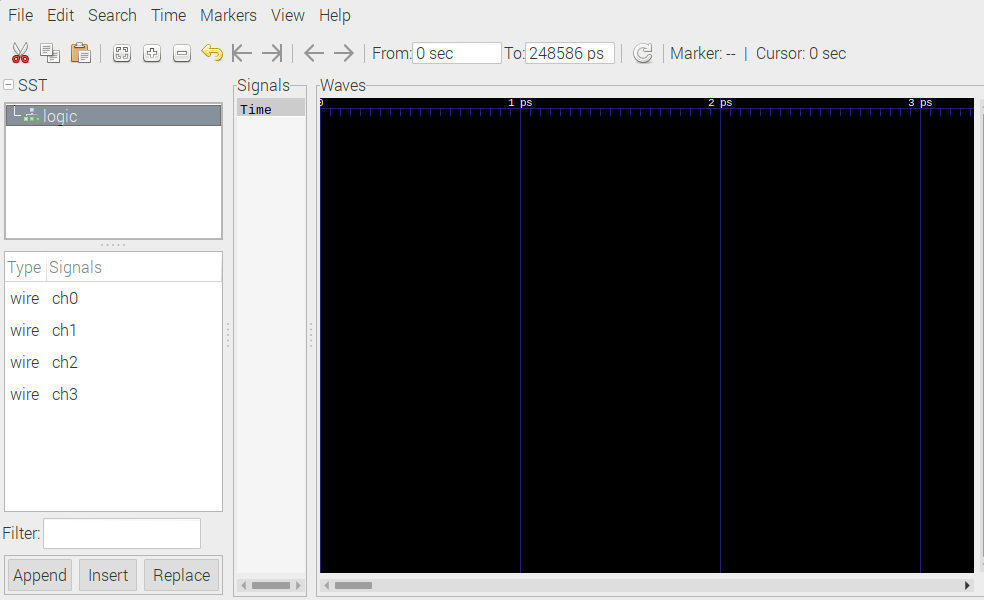 File Edit Search Time Markers View Help
From: 0 sec To: 248586 ps Marker: -- | Cursor: 0 sec
SST
logic
Type Signals
wire ch0
wire ch1
wire ch2
wire ch3
Filter:
Append Insert Replace
Signals
Time
Waves
0 1 ps 2 ps 3 ps